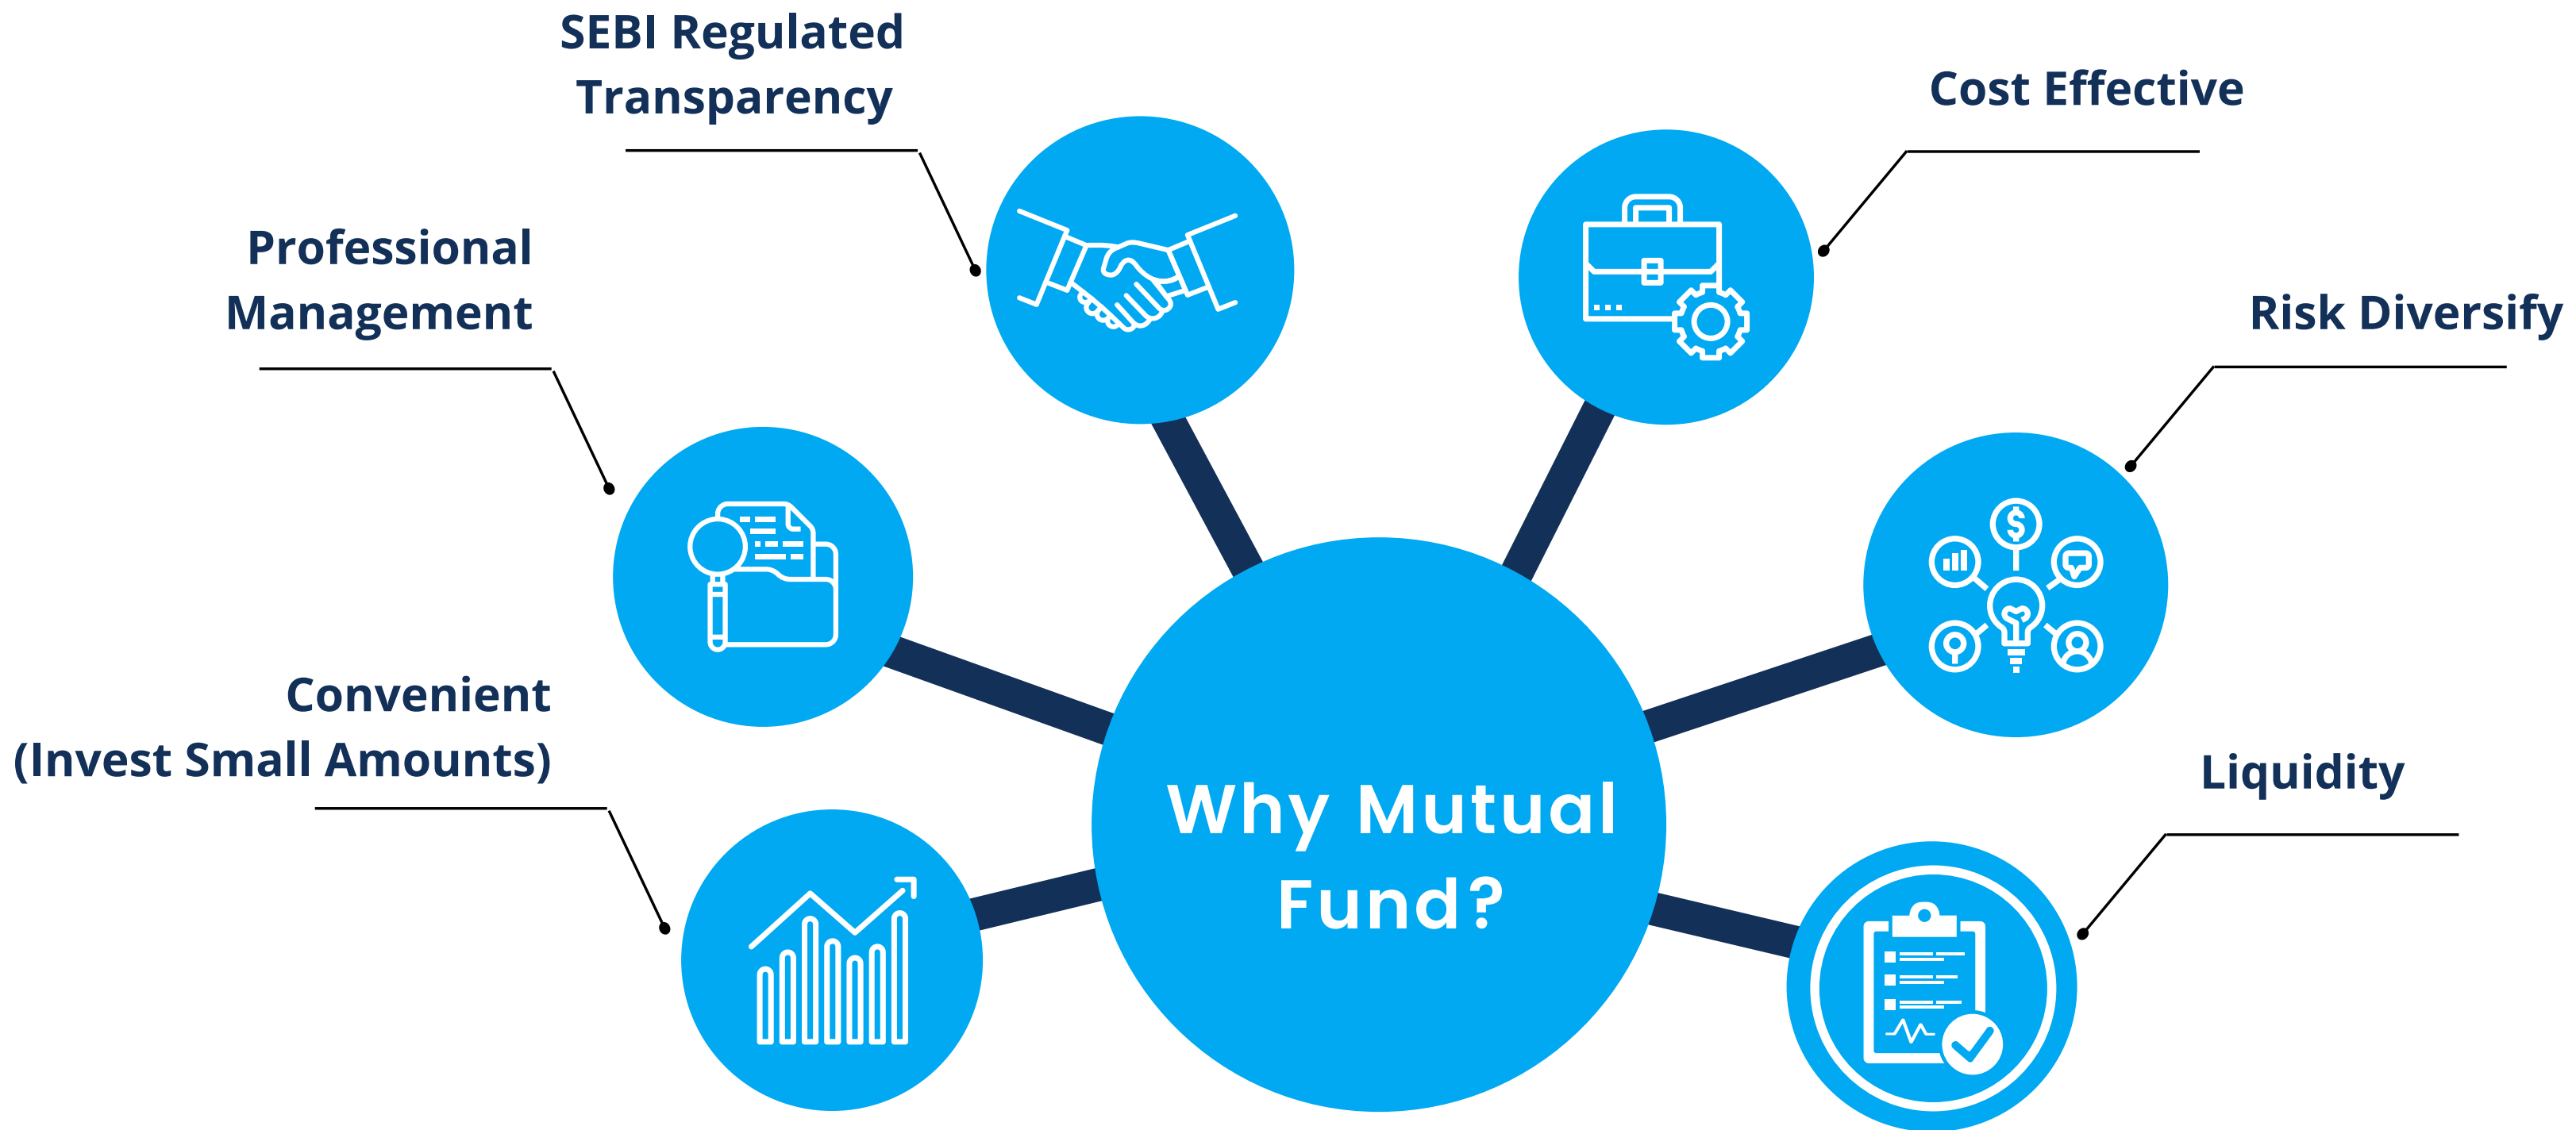 SEBI Regulated
Transparency
Cost Effective
Professional
Management
Risk Diversify
Convenient
(Invest Small Amounts)
Liquidity
Why Mutual
Fund?